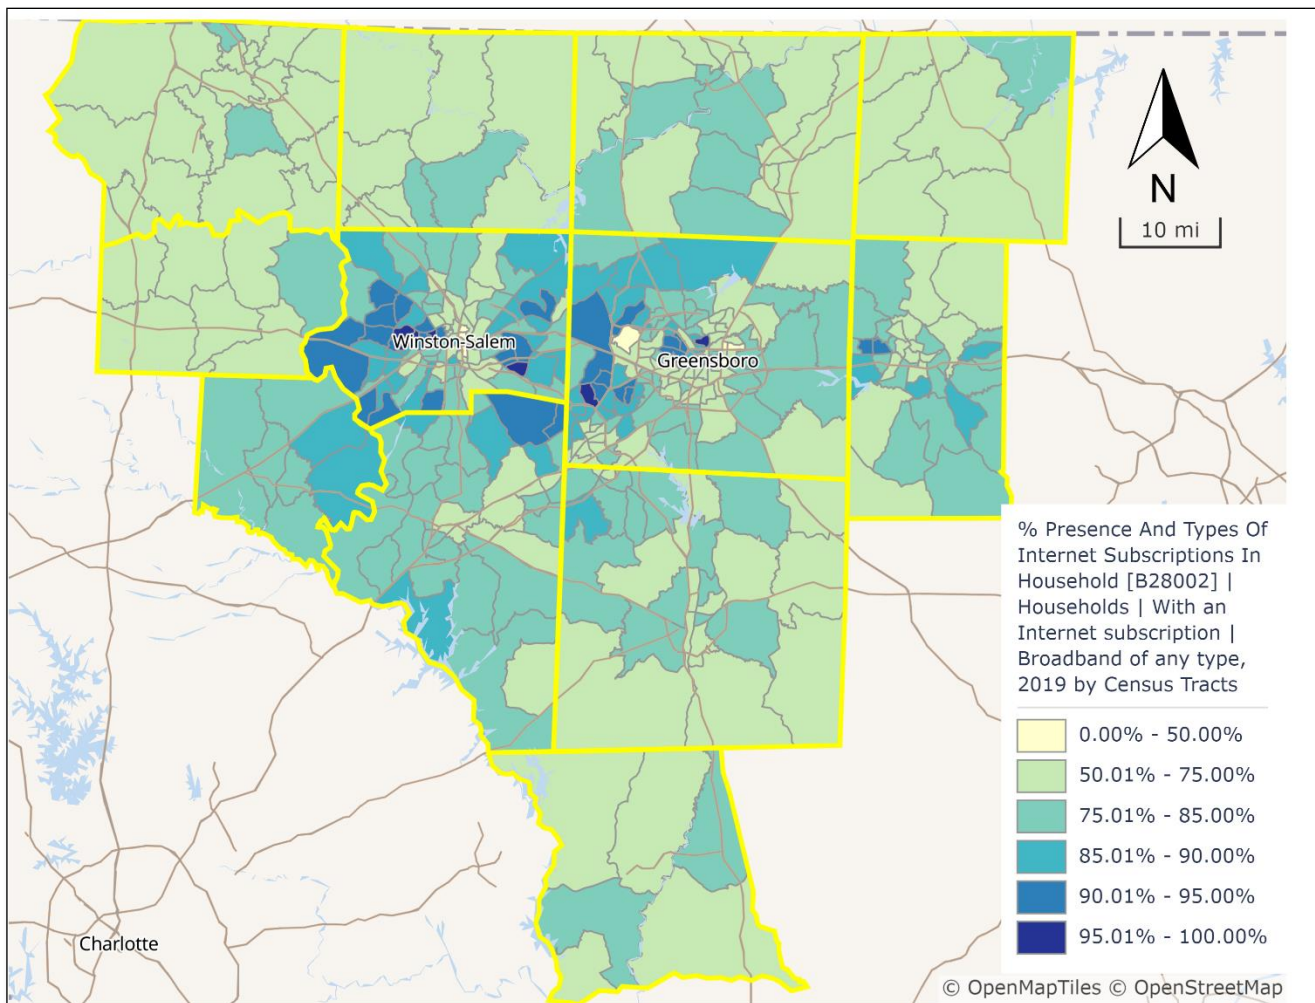 N
10 mi
Winston-Salem
Greensboro
Charlotte
% Presence And Types Of
Internet Subscriptions In
Household [B28002] |
Households | With an
Internet subscription |
Broadband of any type,
2019 by Census Tracts
0.00% - 50.00%
50.01% - 75.00%
75.01% - 85.00%
85.01% - 90.00%
90.01% - 95.00%
95.01% - 100.00%
© OpenMapTiles © OpenStreetMap